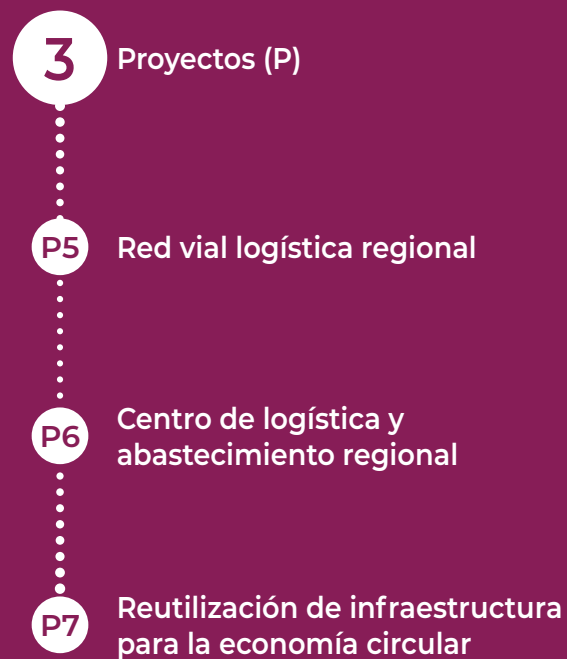 3 Proyectos (P)
P5 Red vial logística regional
P6 Centro de logística y
abastecimiento regional
P7 Reutilización de infraestructura
para la economía circular